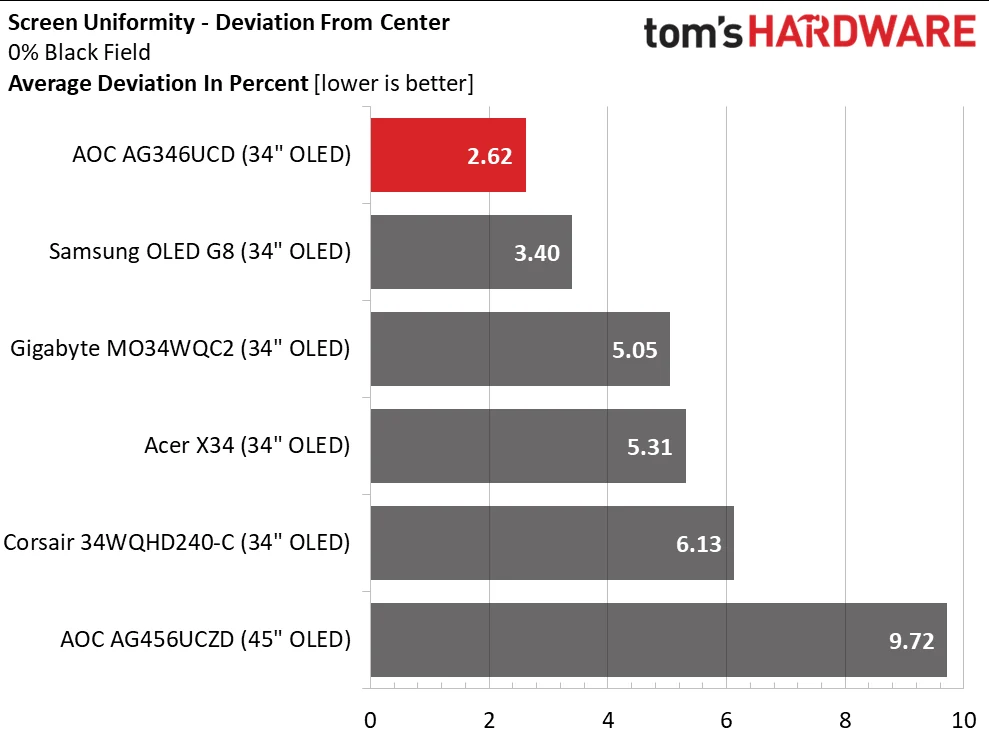 Screen Uniformity - Deviation From Center
0% Black Field
Average Deviation In Percent [lower is better]
tom's HARDWARE
AOC AG346UCD (34" OLED)
2.62
Samsung OLED G8 (34" OLED)
3.40
Gigabyte MO34WQC2 (34" OLED)
5.05
Acer X34 (34" OLED)
5.31
Corsair 34WQHD240-C (34" OLED)
6.13
AOC AG456UCZD (45" OLED)
9.72
0 2 4 6 8 10